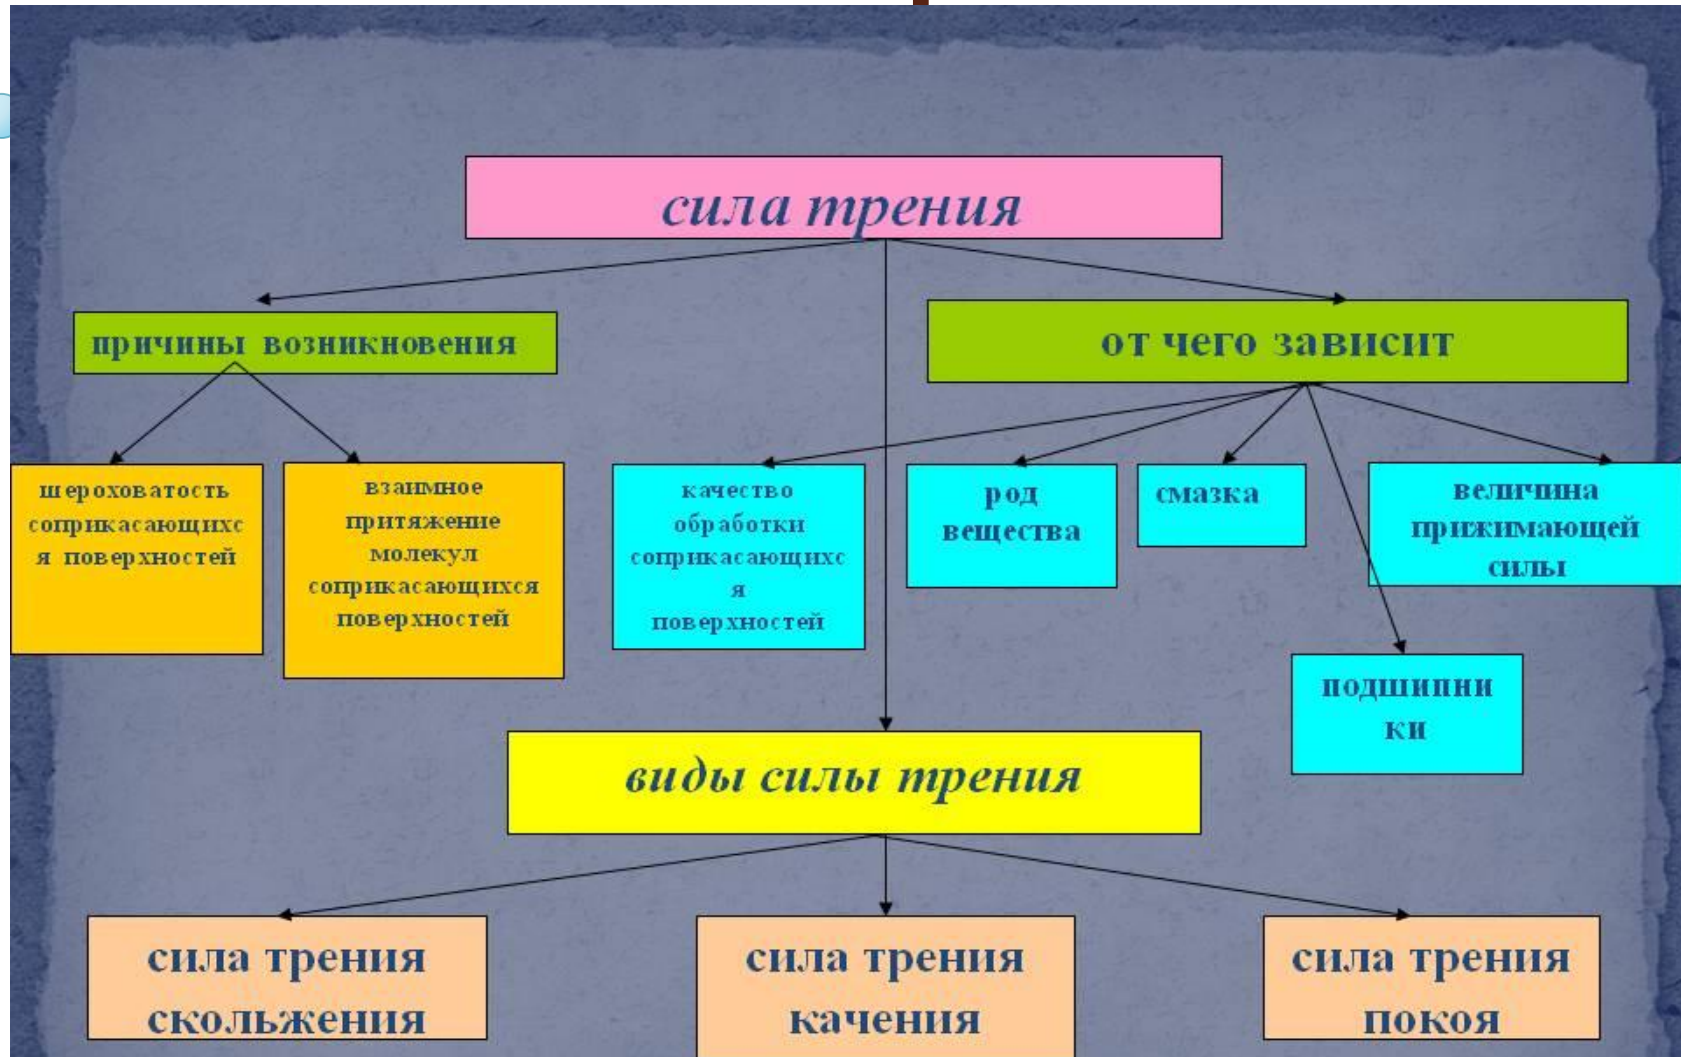 сила трения
причины возникновения
от чего зависит
шероховатость
соприкасающихс
я поверхностей
взаимное
притяжение
молекул
соприкасающихся
поверхностей
качество
обработки
соприкасающихс
я
поверхностей
род
вещества
смазка
величина
прижимающей
силы
подшипни
ки
виды силы трения
сила трения
скольжения
сила трения
качения
сила трения
покоя